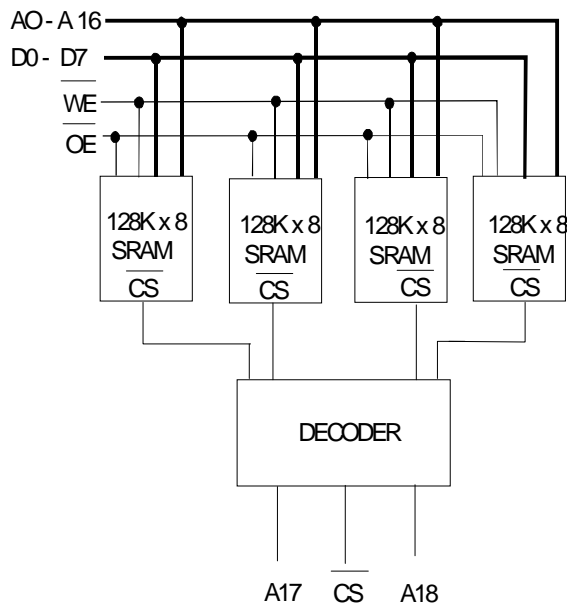 AO - A 16
D0 - D7
WE
OE
128K x 8
SRAM
CS
128K x 8
SRAM
CS
128K x 8
SRAM
CS
128K x 8
SRAM
CS
DECODER
A17 CS A18